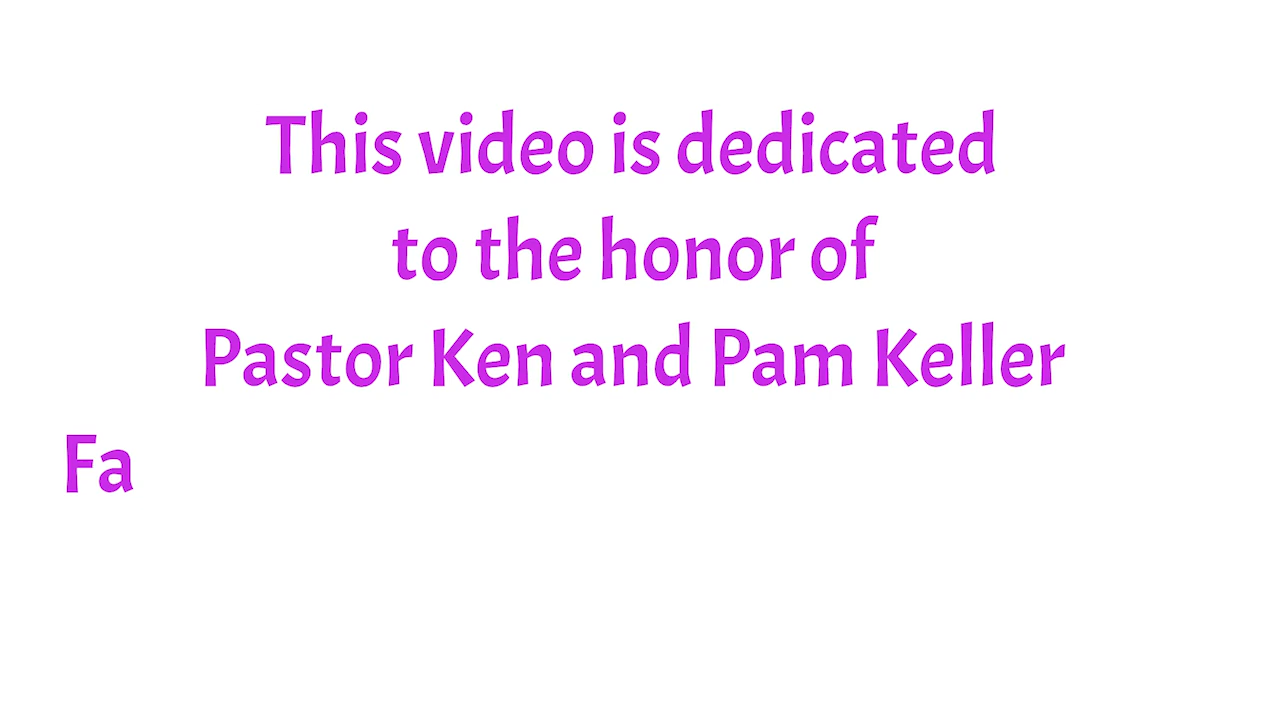 This video is dedicated
to the honor of
Pastor Ken and Pam Keller
Fa